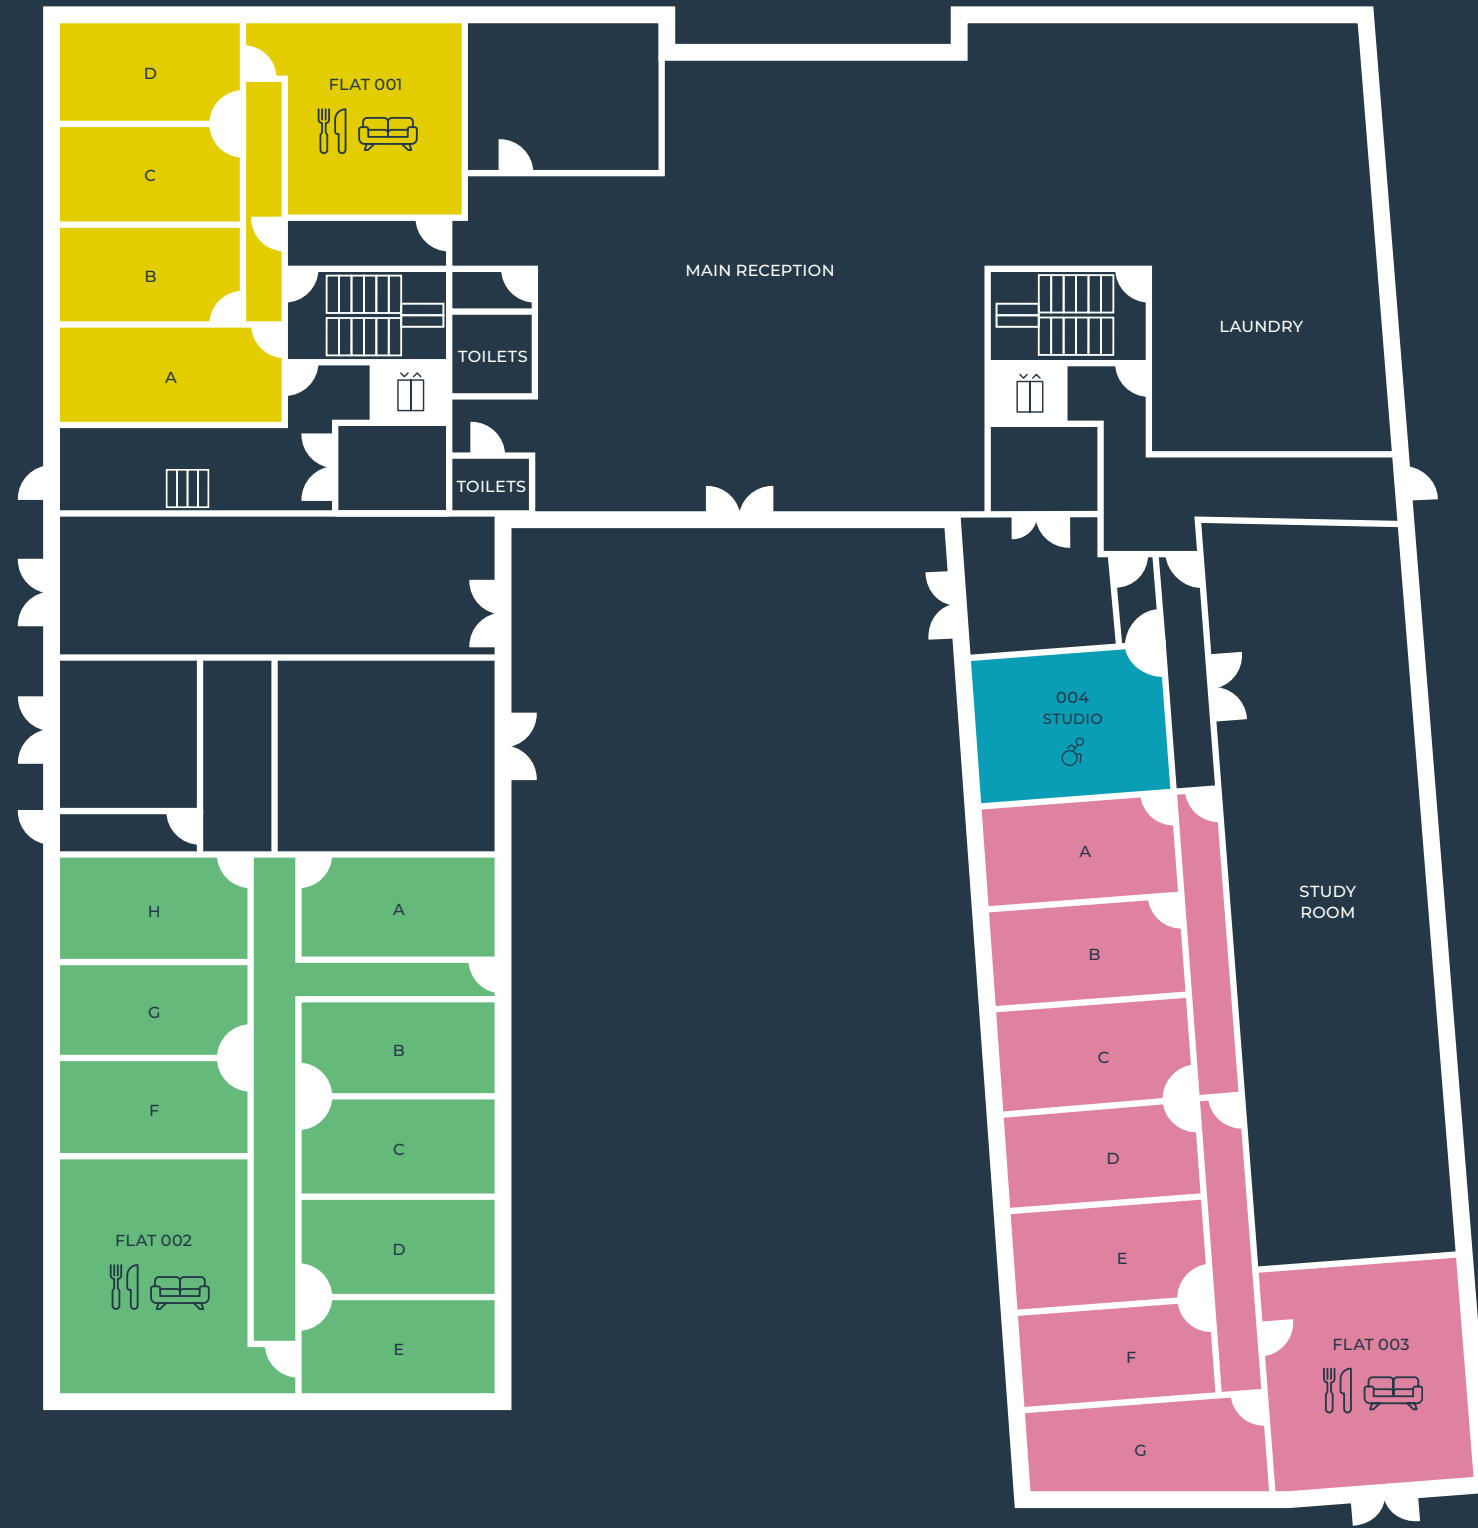 D
FLAT 001
C
B
A
MAIN RECEPTION
LAUNDRY
TOILETS
TOILETS
004
STUDIO
A
B
C
D
E
F
G
STUDY
ROOM
FLAT 003
H
A
G
B
F
C
FLAT 002
D
E